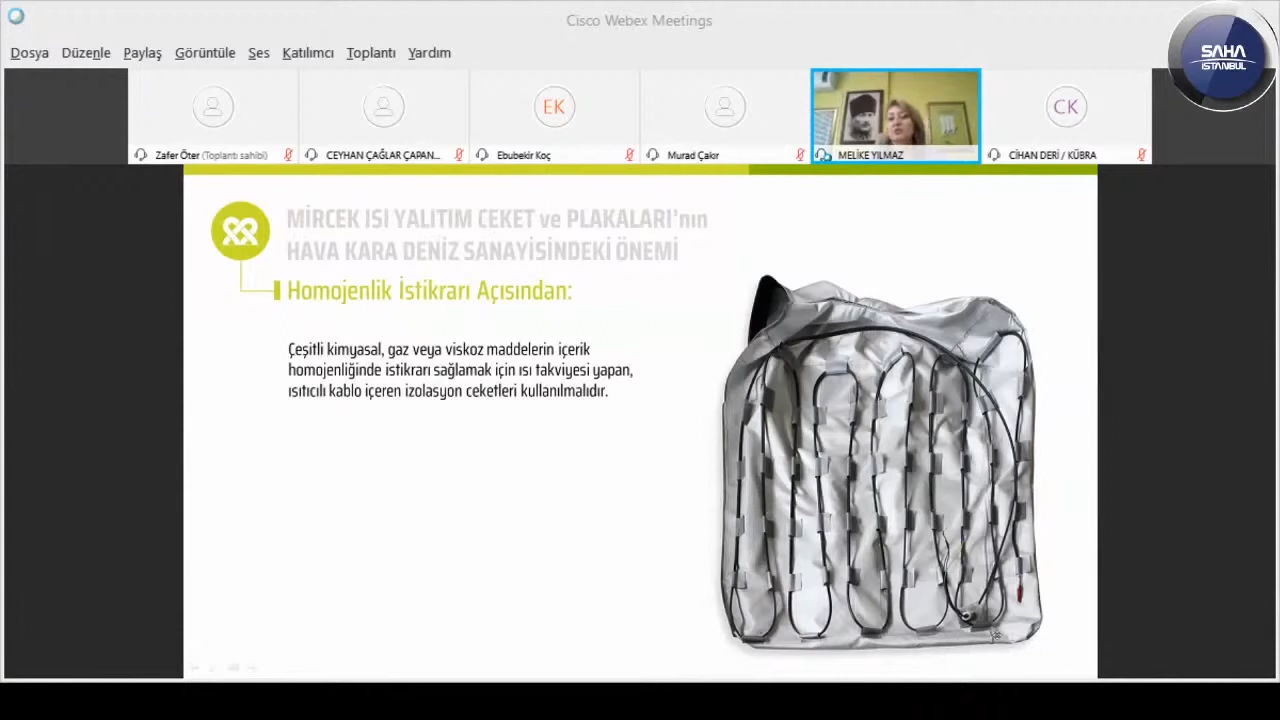 Cisco Webex Meetings
Dosya Düzenle Paylaş Görüntüle Ses Katılımcı Toplantı Yardım
SAHA
İSTANBUL
EK
CK
Zafer Öter (Toplantı sahibi)
CEYHAN ÇAĞLAR ÇAPAN...
Ebubekir Koç
Murad Çakır
MELİKE YILMAZ
CİHAN DERİ / KÜBRA
MİRCEK ISI YALITIM CEKET ve PLAKALARI'nın
HAVA KARA DENİZ SANAYİSİNDEKİ ÖNEMİ
Homojenlik İstikrarı Açısından:
Çeşitli kimyasal, gaz veya viskoz maddelerin içerik
homojenliğinde istikrarı sağlamak için ısı takviyesi yapan,
ısıtıcılı kablo içeren izolasyon ceketleri kullanılmalıdır.